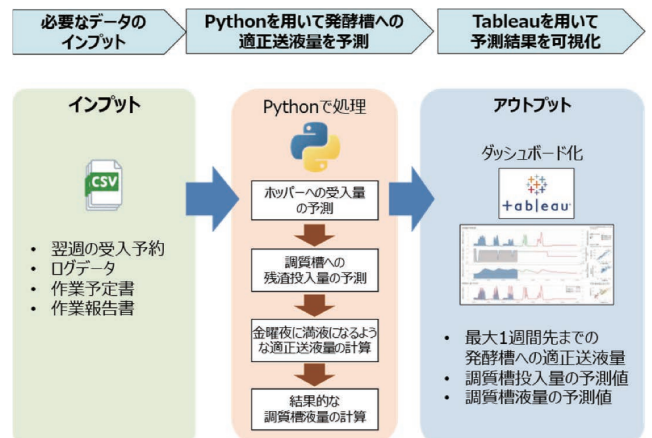 必要なデータの
インプット
Pythonを用いて発酵槽への
適正送液量を予測
Tableauを用いて
予測結果を可視化
インプット
CSV
• 翌週の受入予約
• ログデータ
• 作業予定書
• 作業報告書
Pythonで処理
ホッパーへの受入量
の予測
調質槽への
残渣投入量の予測
金曜夜に満液になるよう
な適正送液量の計算
結果的な
調質槽液量の計算
アウトプット
ダッシュボード化
+ableau
• 最大1週間先までの
発酵槽への適正送液量
• 調質槽投入量の予測値
• 調質槽液量の予測値